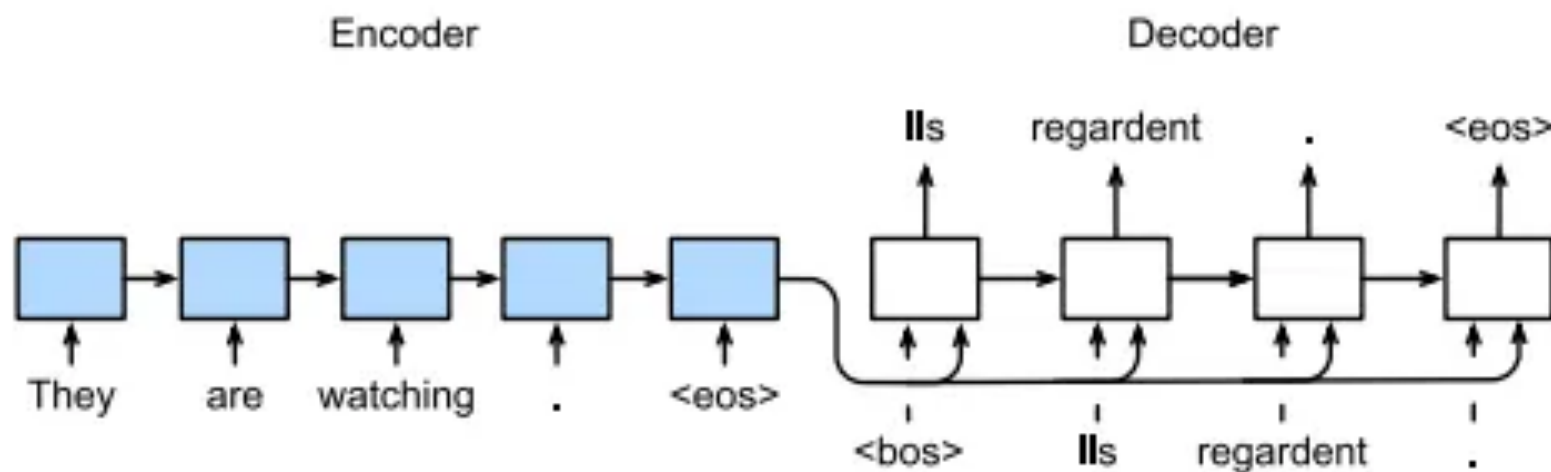 Encoder Decoder
Ils regardent . <eos>
They are watching . <eos>
<bos> Ils regardent .